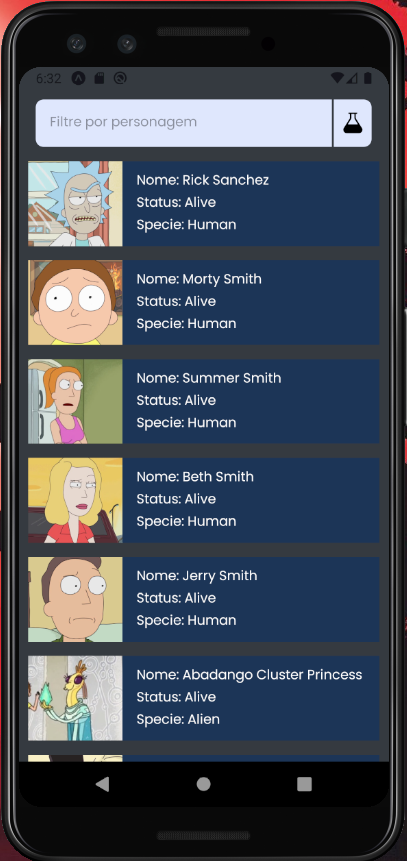 6:32
Filtre por personagem
Nome: Rick Sanchez
Status: Alive
Specie: Human
Nome: Morty Smith
Status: Alive
Specie: Human
Nome: Summer Smith
Status: Alive
Specie: Human
Nome: Beth Smith
Status: Alive
Specie: Human
Nome: Jerry Smith
Status: Alive
Specie: Human
Nome: Abadango Cluster Princess
Status: Alive
Specie: Alien